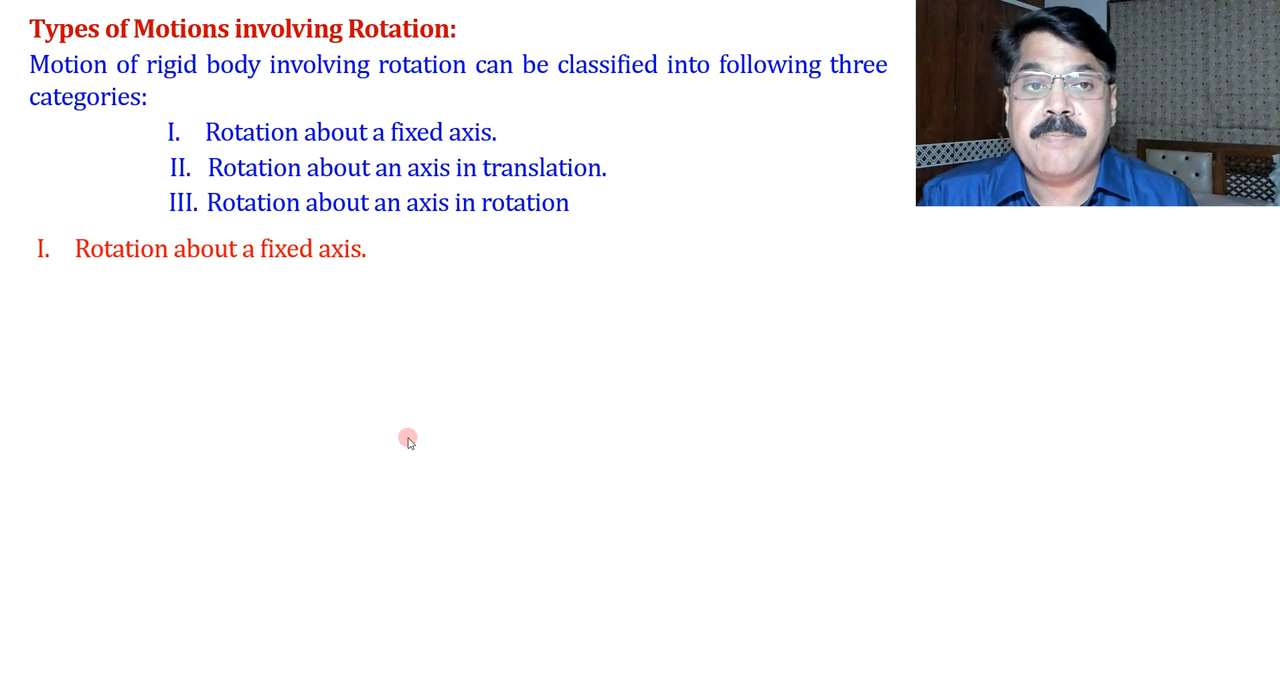 Types of Motions involving Rotation:
Motion of rigid body involving rotation can be classified into following three
categories:
I. Rotation about a fixed axis.
II. Rotation about an axis in translation.
III. Rotation about an axis in rotation
I. Rotation about a fixed axis.